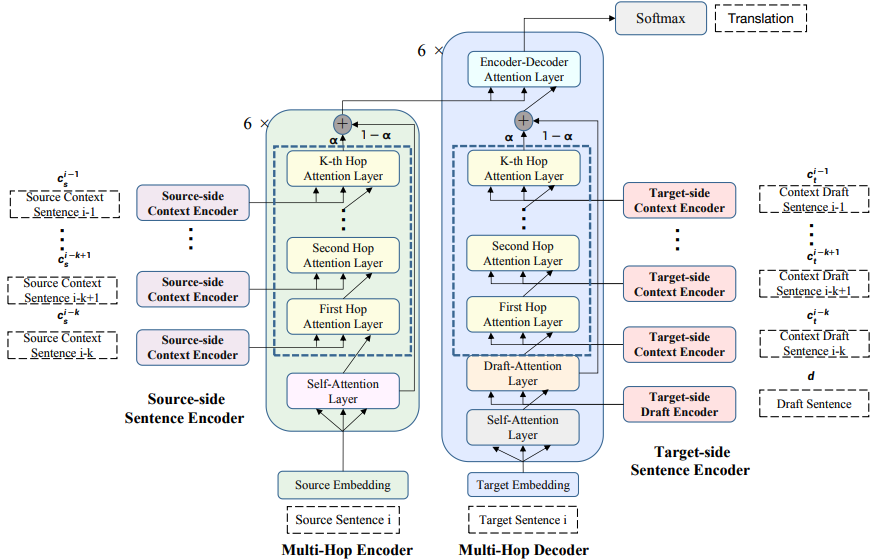 Softmax
Translation
6 ×
Encoder-Decoder
Attention Layer
6 ×
+
α
1 − α
+
α
1 − α
K-th Hop
Attention Layer
K-th Hop
Attention Layer
c_s^{i-1}
Source Context
Sentence i-1
Source-side
Context Encoder
Target-side
Context Encoder
c_t^{i-1}
Context Draft
Sentence i-1
c_s^{i-k+1}
Source Context
Sentence i-k+1
Source-side
Context Encoder
Second Hop
Attention Layer
Second Hop
Attention Layer
Target-side
Context Encoder
c_t^{i-k+1}
Context Draft
Sentence i-k+1
c_s^{i-k}
Source Context
Sentence i-k
Source-side
Context Encoder
First Hop
Attention Layer
First Hop
Attention Layer
Target-side
Context Encoder
c_t^{i-k}
Context Draft
Sentence i-k
Source-side
Sentence Encoder
Self-Attention
Layer
Draft-Attention
Layer
Self-Attention
Layer
Target-side
Draft Encoder
d
Draft Sentence
Target-side
Sentence Encoder
Source Embedding
Target Embedding
Source Sentence i
Target Sentence i
Multi-Hop Encoder
Multi-Hop Decoder